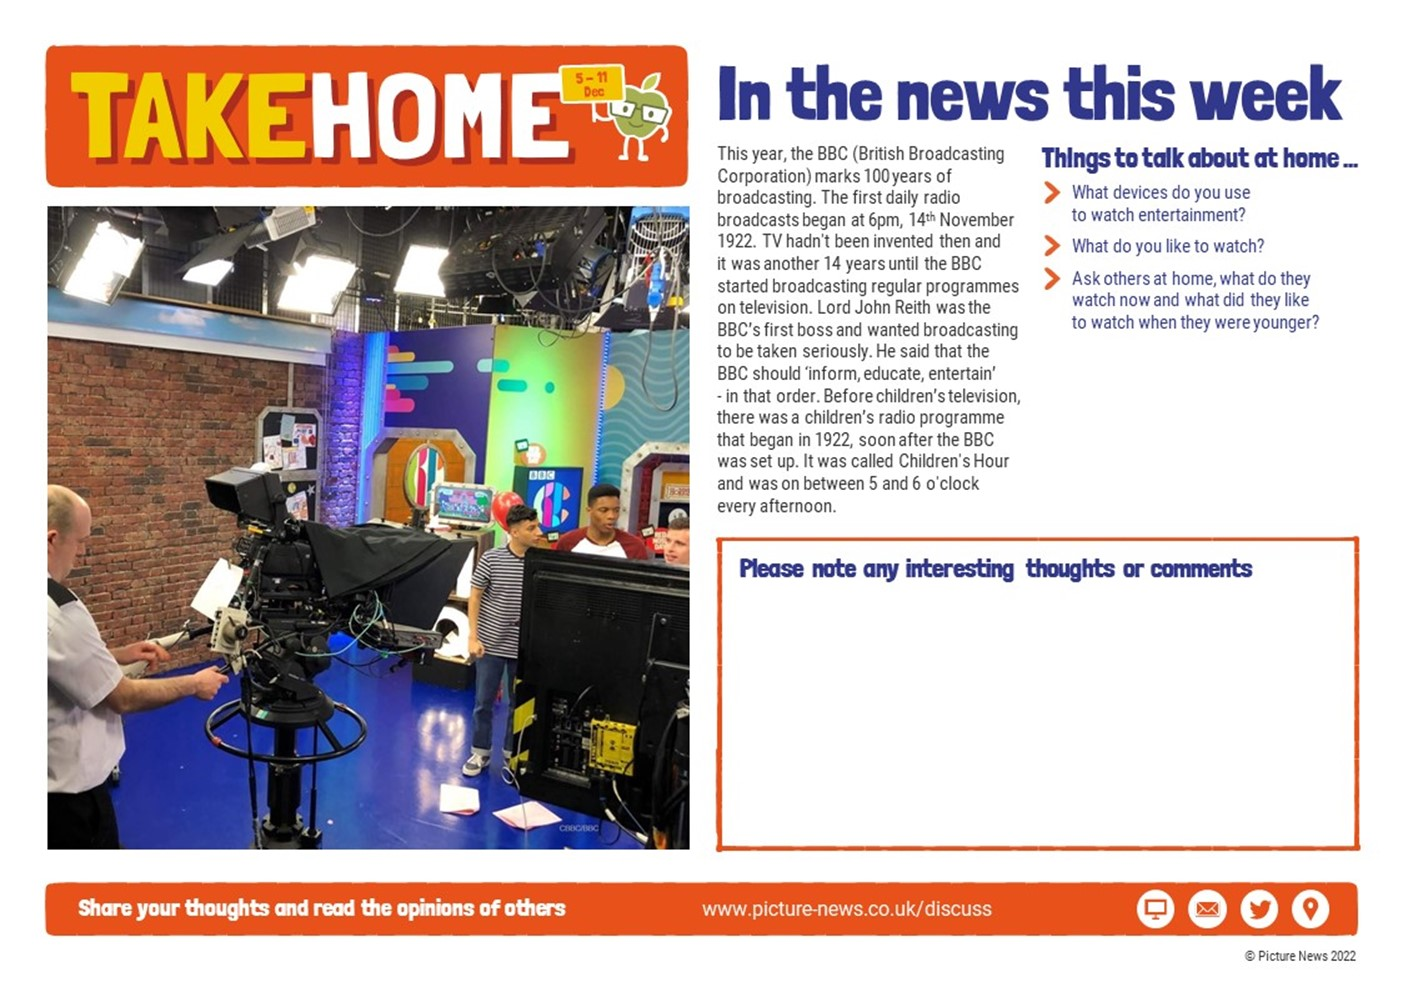 TAKEHOME
5 – 11
Dec
In the news this week
This year, the BBC (British Broadcasting
Corporation) marks 100 years of
broadcasting. The first daily radio
broadcasts began at 6pm, 14th November
1922. TV hadn't been invented then and
it was another 14 years until the BBC
started broadcasting regular programmes
on television. Lord John Reith was the
BBC's first boss and wanted broadcasting
to be taken seriously. He said that the
BBC should ‘inform, educate, entertain’
- in that order. Before children’s television,
there was a children’s radio programme
that began in 1922, soon after the BBC
was set up. It was called Children's Hour
and was on between 5 and 6 o'clock
every afternoon.
Things to talk about at home ...
What devices do you use
to watch entertainment?
What do you like to watch?
Ask others at home, what do they
watch now and what did they like
to watch when they were younger?
BBC
CBBC/BBC
Please note any interesting thoughts or comments
Share your thoughts and read the opinions of others
www.picture-news.co.uk/discuss
© Picture News 2022